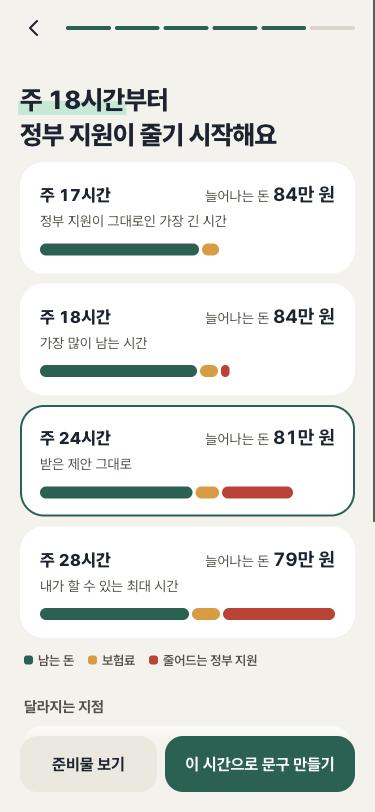 주 18시간부터
정부 지원이 줄기 시작해요
주 17시간 늘어나는 돈 84만 원
정부 지원이 그대로인 가장 긴 시간
주 18시간 늘어나는 돈 84만 원
가장 많이 남는 시간
주 24시간 늘어나는 돈 81만 원
받은 제안 그대로
주 28시간 늘어나는 돈 79만 원
내가 할 수 있는 최대 시간
남는 돈 보험료 줄어드는 정부 지원
달라지는 지점
준비물 보기 이 시간으로 문구 만들기